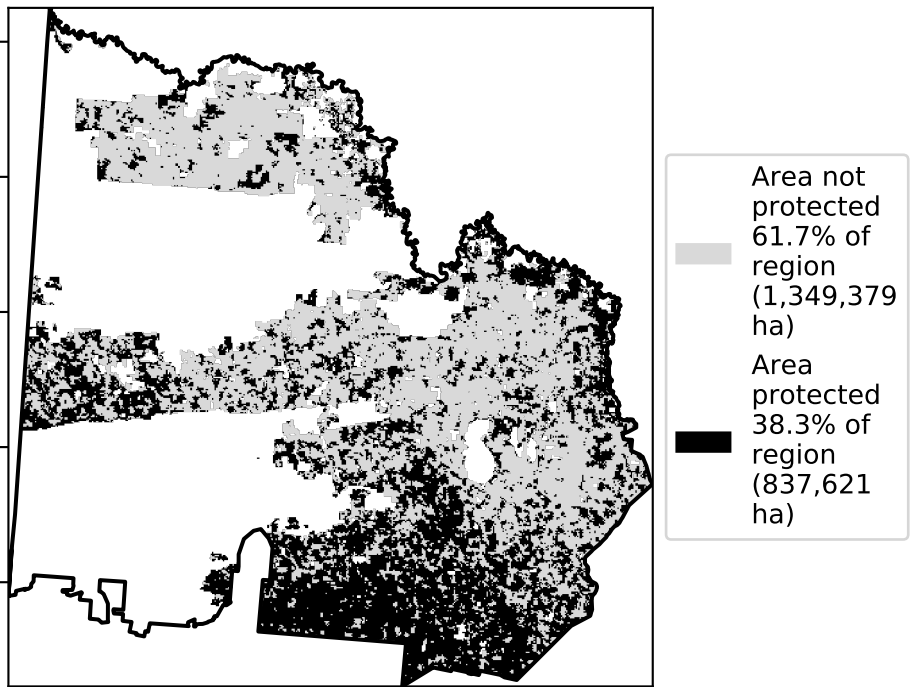 Area not
protected
61.7% of
region
(1,349,379
ha)
Area
protected
38.3% of
region
(837,621
ha)